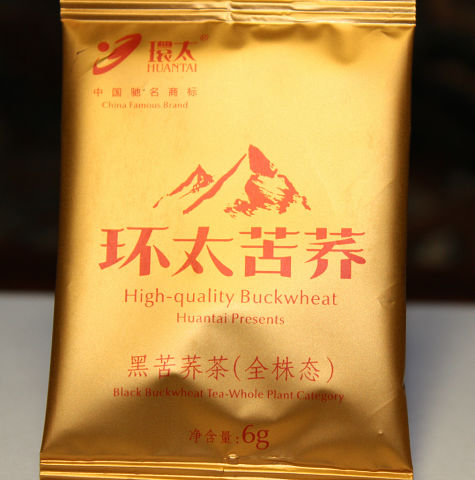 環太®
HUANTAI
中国驰名商标
China Famous Brand
环太苦荞
High-quality Buckwheat
Huantai Presents
黑苦荞茶(全株态)
Black Buckwheat Tea-Whole Plant Category
净含量:6g